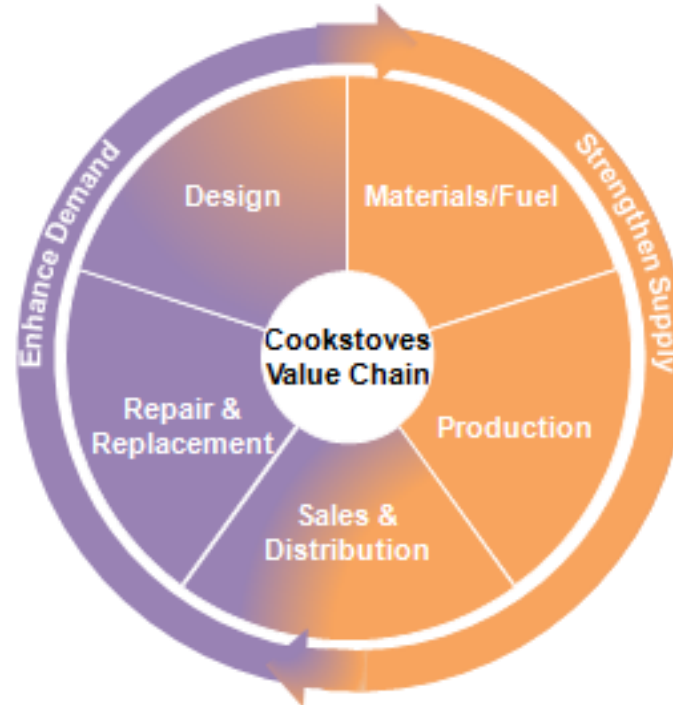 Enhance Demand
Strengthen Supply
Design
Materials/Fuel
Cookstoves
Value Chain
Repair &
Replacement
Production
Sales &
Distribution